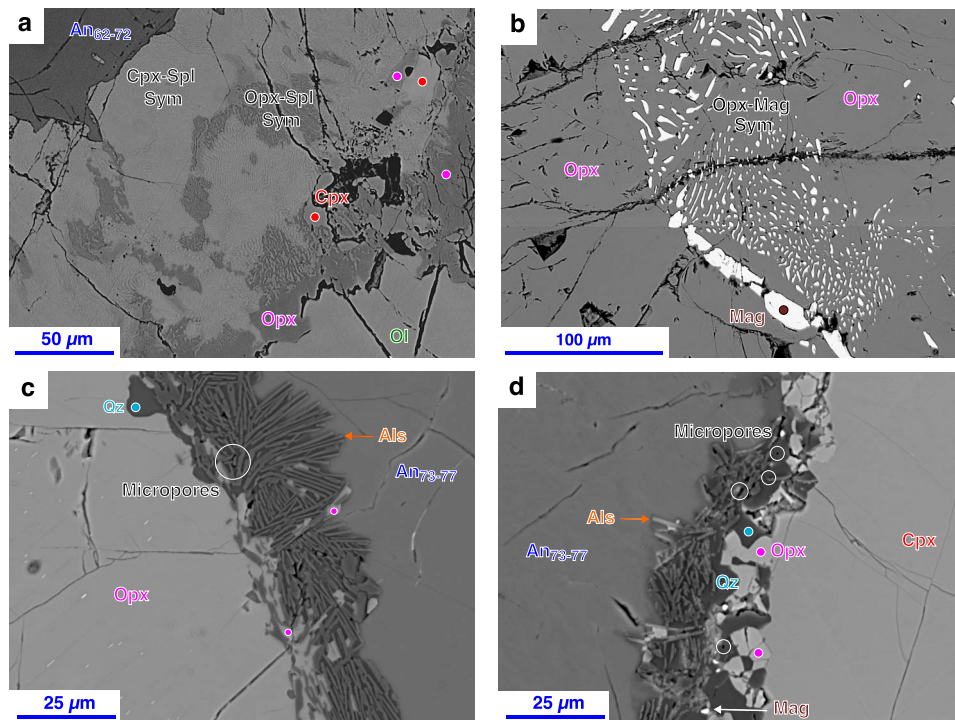 a
An62-72
Cpx-Spl
Sym
Opx-Spl
Sym
Cpx
Opx
Ol
50 µm
b
Opx-Mag
Sym
Opx
Opx
Mag
100 µm
c
Qz
Als
An73-77
Micropores
Opx
25 µm
d
Micropores
Als
An73-77
Opx
Cpx
Qz
Mag
25 µm